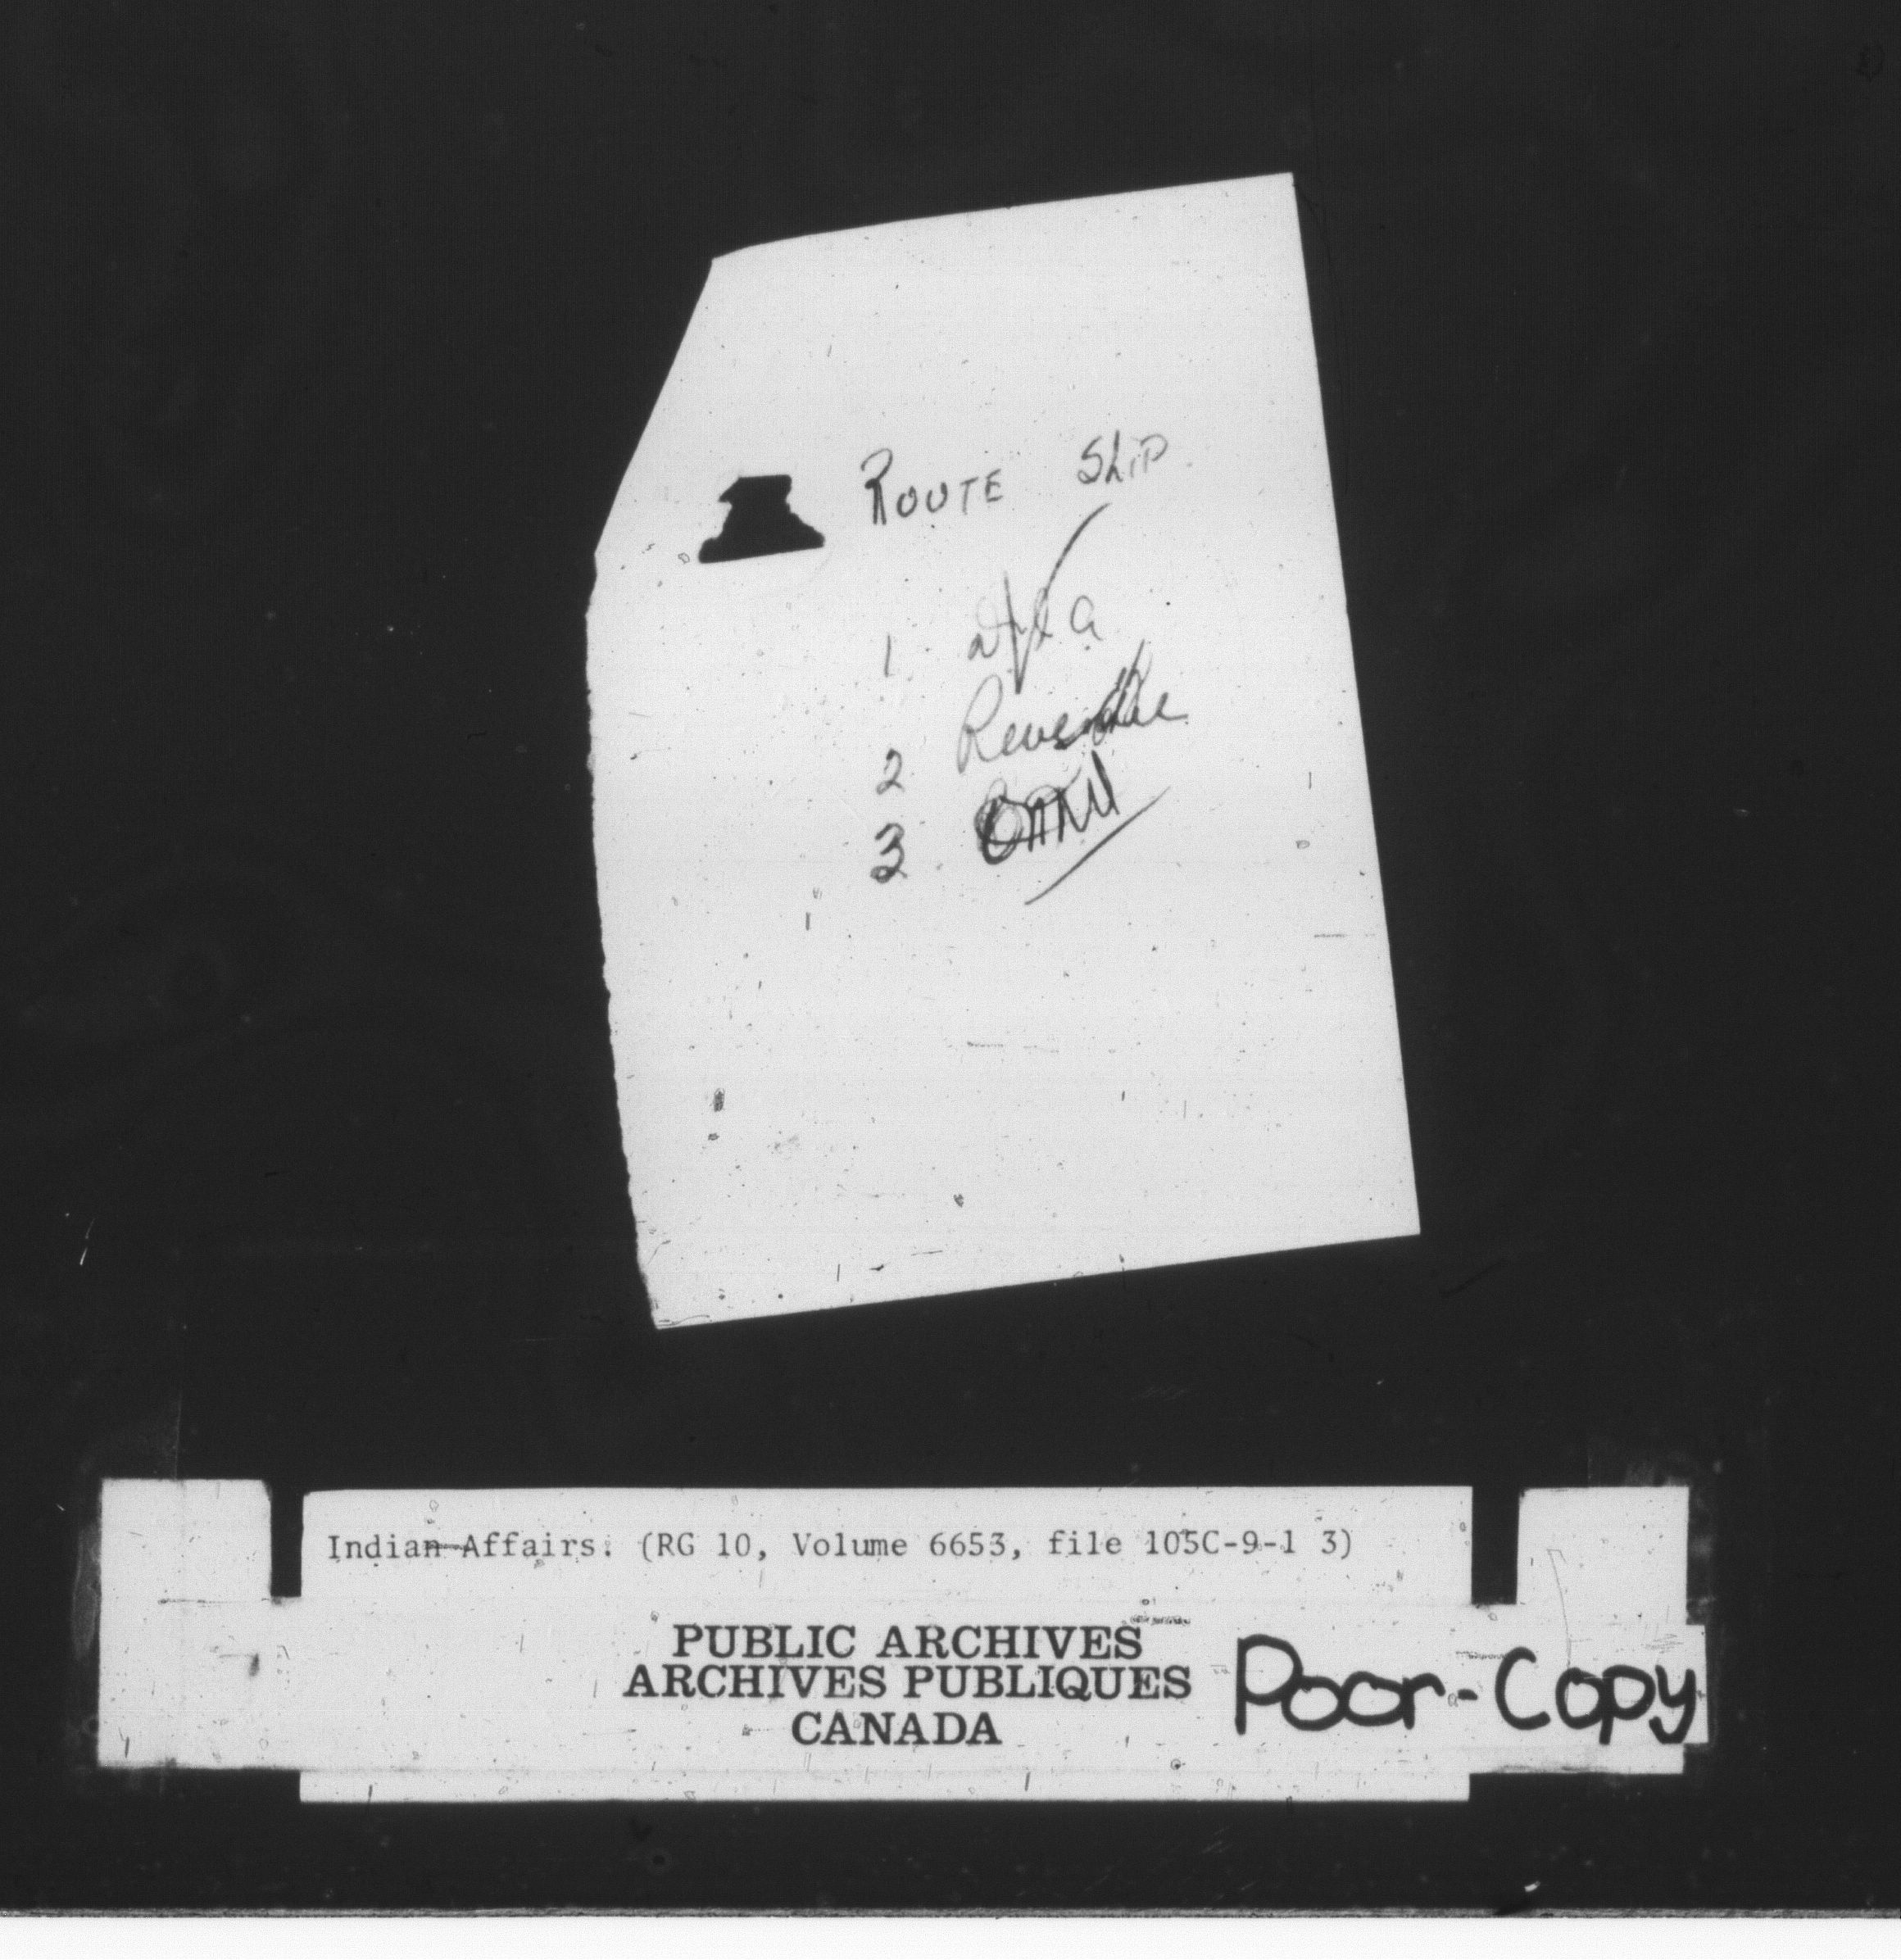 ROUTE SLIP
1.
2 Revenue
3.
Indian Affairs. (RG 10, Volume 6653, file 105C-9-1 3)
PUBLIC ARCHIVES
ARCHIVES PUBLIQUES
CANADA
Poor-Copy